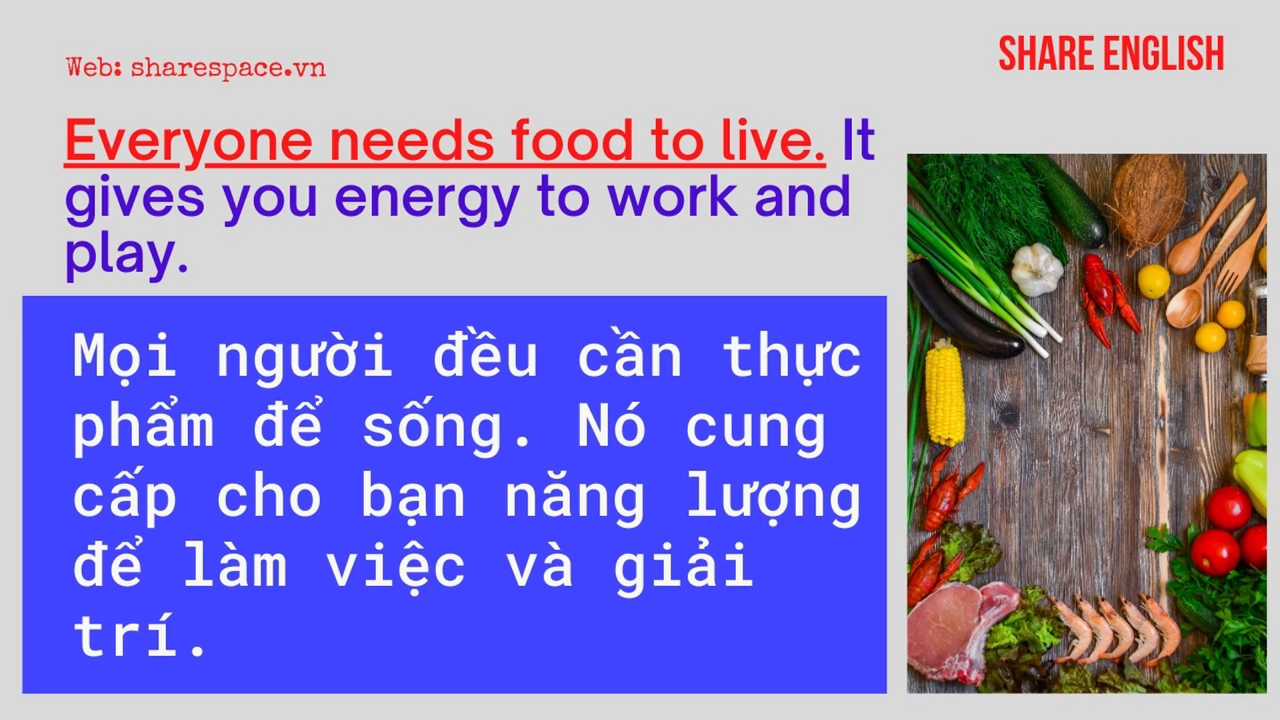 Web: sharespace.vn
SHARE ENGLISH
Everyone needs food to live. It
gives you energy to work and
play.
Mọi người đều cần thực
phẩm để sống. Nó cung
cấp cho bạn năng lượng
để làm việc và giải
trí.